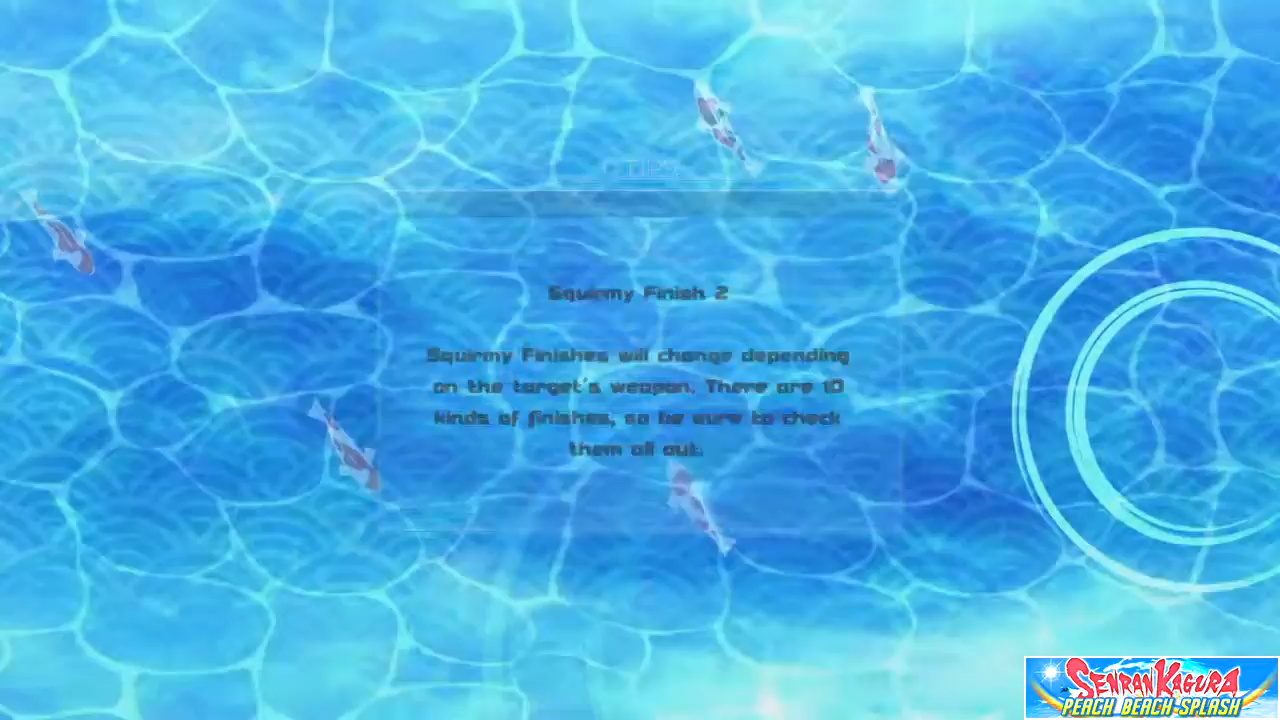 TIPS
Squirmy Finish 2
Squirmy Finishes will change depending
on the target's weapon. There are 10
kinds of finishes, so be sure to check
them all out.
SENRAN KAGURA
PEACH BEACH SPLASH